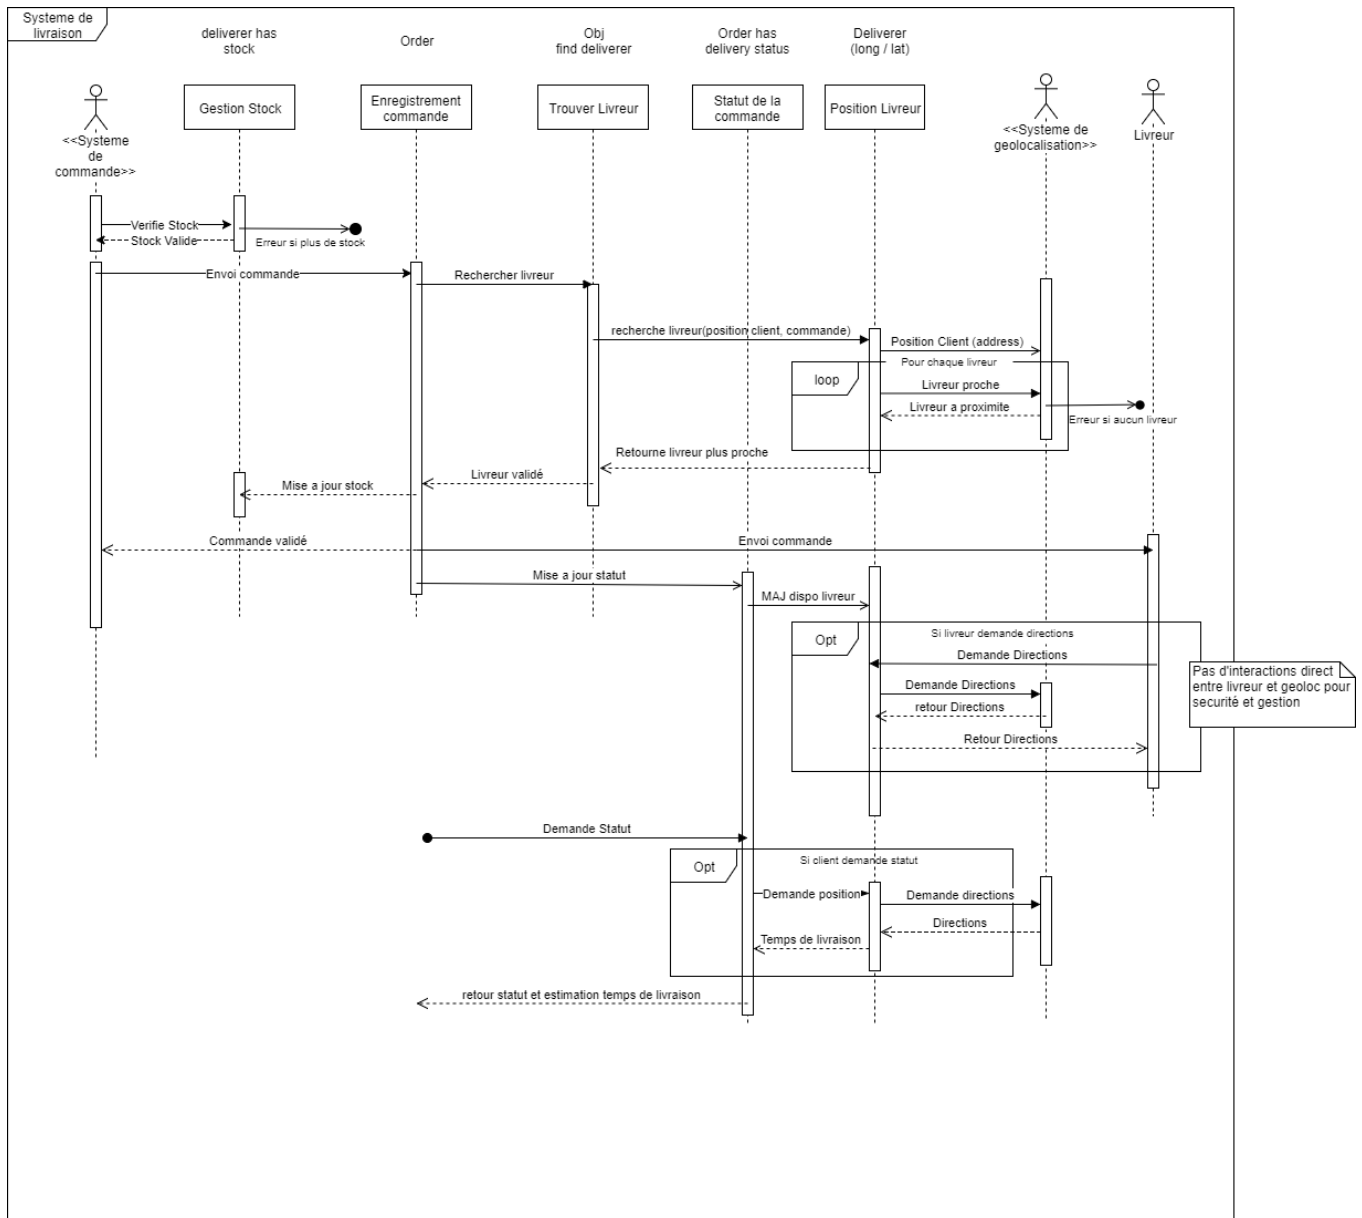 Systeme de
livraison
deliverer has
stock
Order
Obj
find deliverer
Order has
delivery status
Deliverer
(long / lat)
<<Systeme
de
commande>>
Gestion Stock
Enregistrement
commande
Trouver Livreur
Statut de la
commande
Position Livreur
<<Systeme de
geolocalisation>>
Livreur
Verifie Stock
Stock Valide
Erreur si plus de stock
Envoi commande
Rechercher livreur
recherche livreur(position client, commande)
Position Client (address)
Pour chaque livreur
loop
Livreur proche
Livreur a proximite
Erreur si aucun livreur
Retourne livreur plus proche
Livreur validé
Mise a jour stock
Commande validé
Envoi commande
Mise a jour statut
MAJ dispo livreur
Opt
Si livreur demande directions
Demande Directions
Pas d'interactions direct
entre livreur et geoloc pour
securité et gestion
Demande Directions
retour Directions
Retour Directions
Demande Statut
Opt
Si client demande statut
Demande position
Demande directions
Directions
Temps de livraison
retour statut et estimation temps de livraison